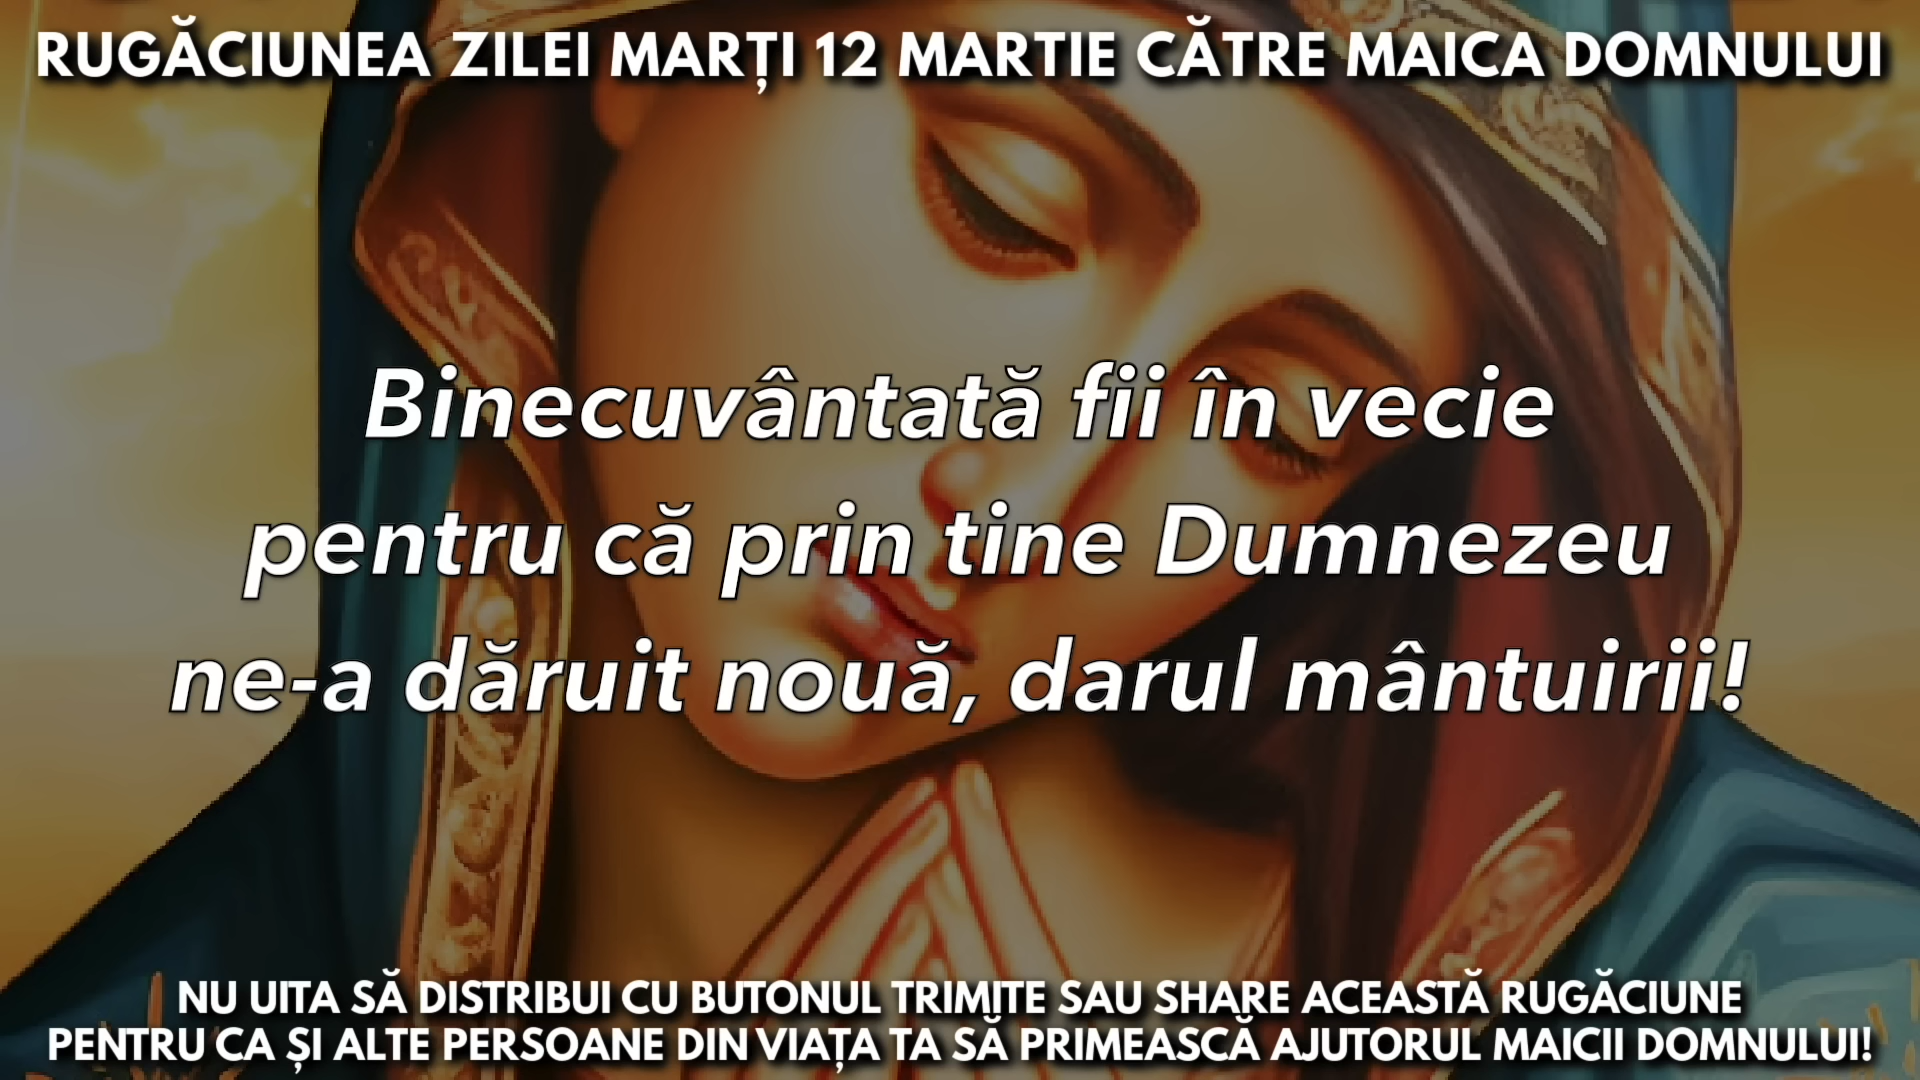 RUGĂCIUNEA ZILEI MARȚI 12 MARTIE CĂTRE MAICA DOMNULUI
Binecuvântată fii în vecie
pentru că prin tine Dumnezeu
ne-a dăruit nouă, darul mântuirii!
NU UITA SĂ DISTRIBUI CU BUTONUL TRIMITE SAU SHARE ACEASTĂ RUGĂCIUNE
PENTRU CA ȘI ALTE PERSOANE DIN VIAȚA TA SĂ PRIMEASCĂ AJUTORUL MAICII DOMNULUI!